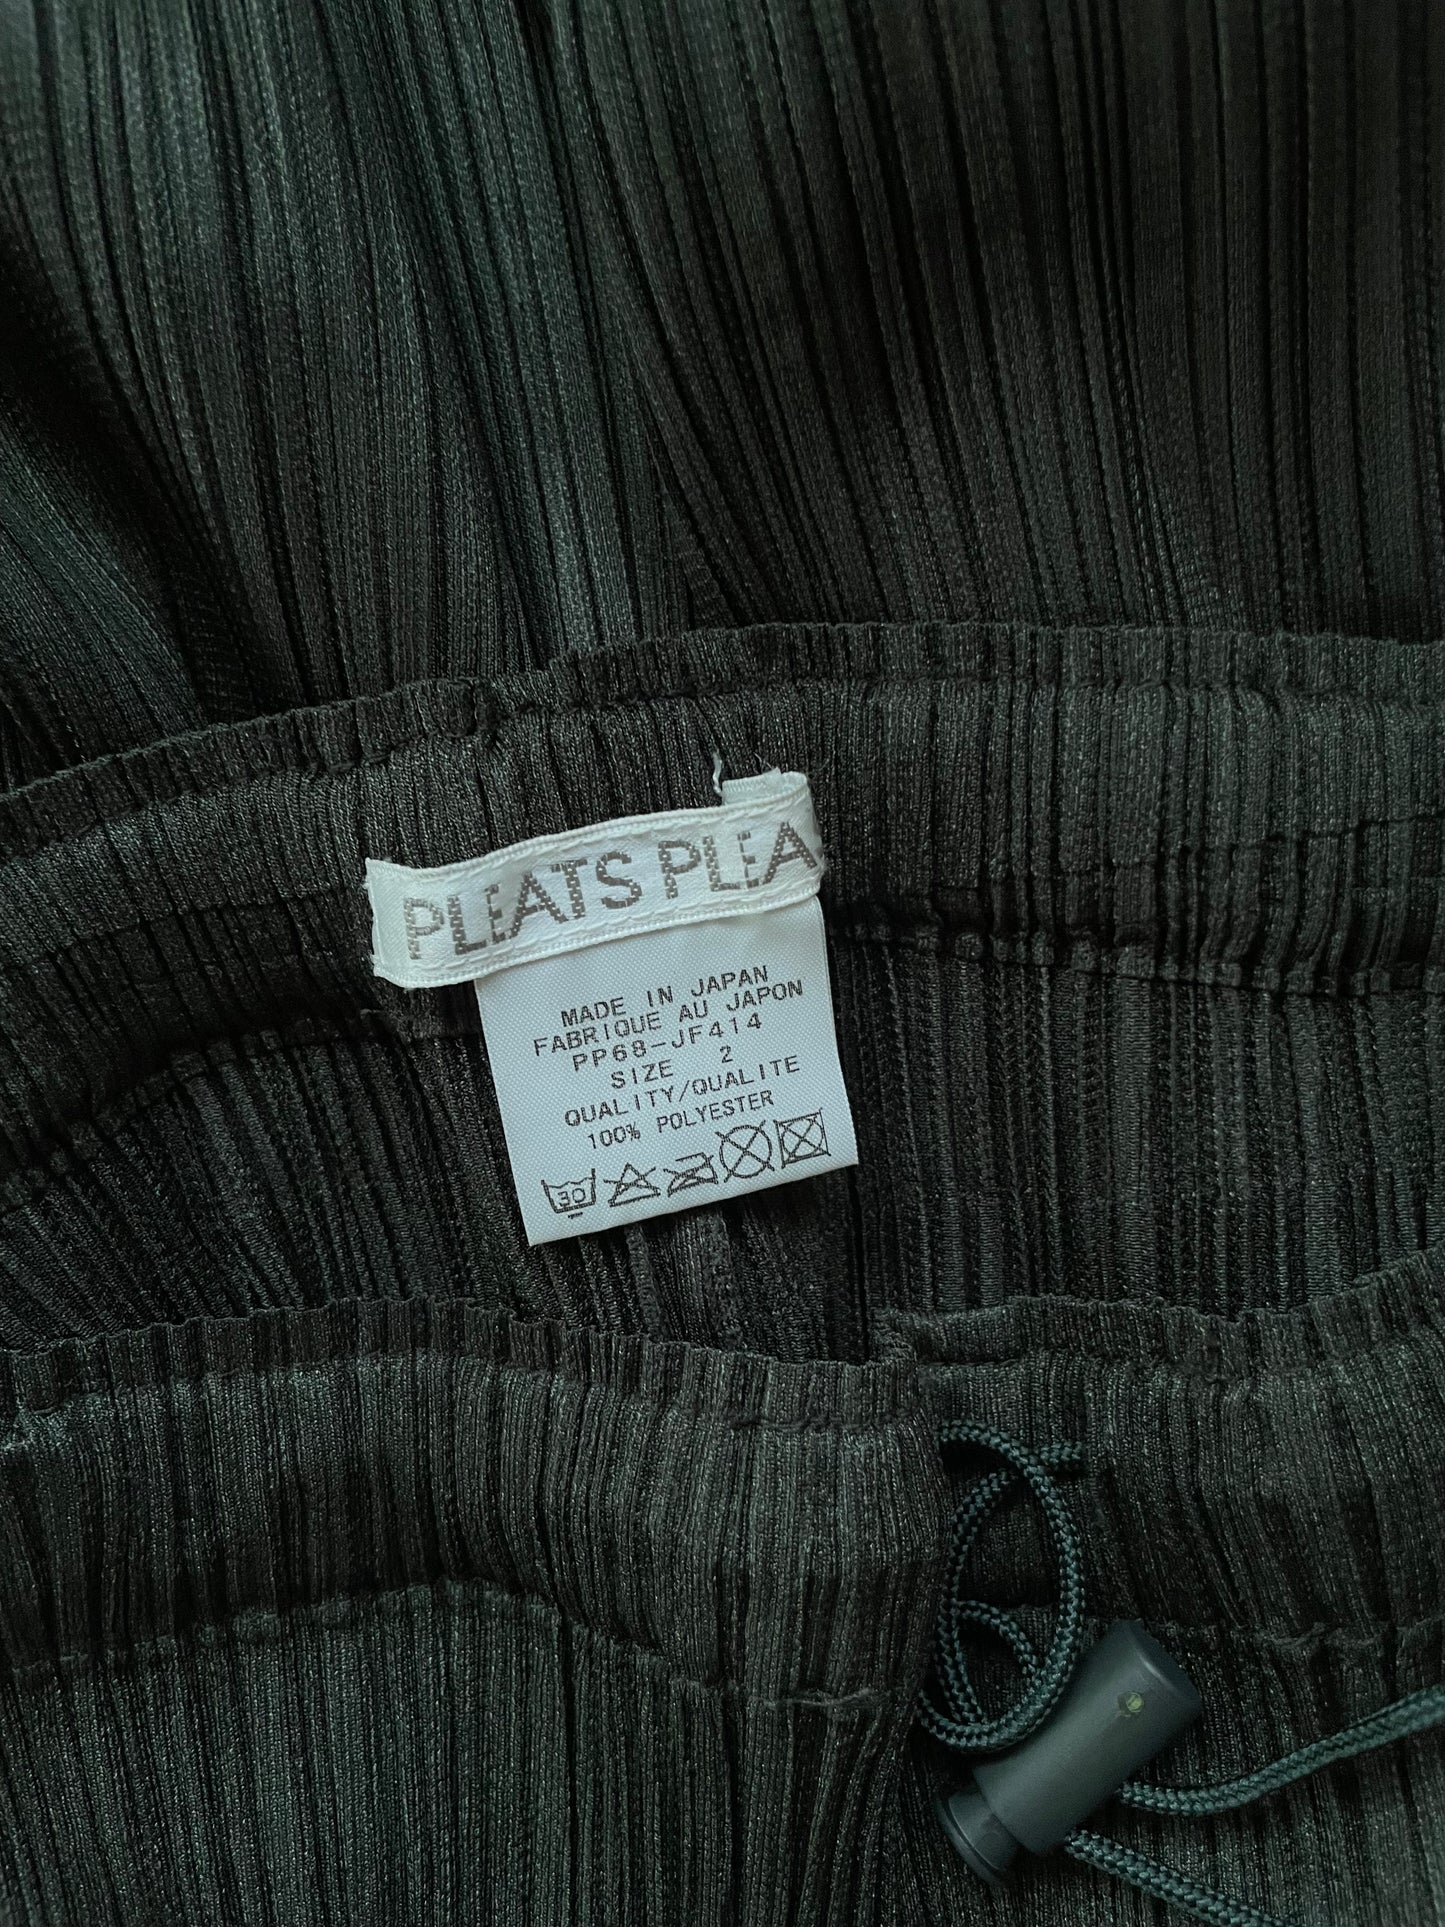 PLEATS PLEA
MADE IN JAPAN
FABRIQUE AU JAPON
PP68-JF414
SIZE 2
QUALITY/QUALITE
100% POLYESTER
30